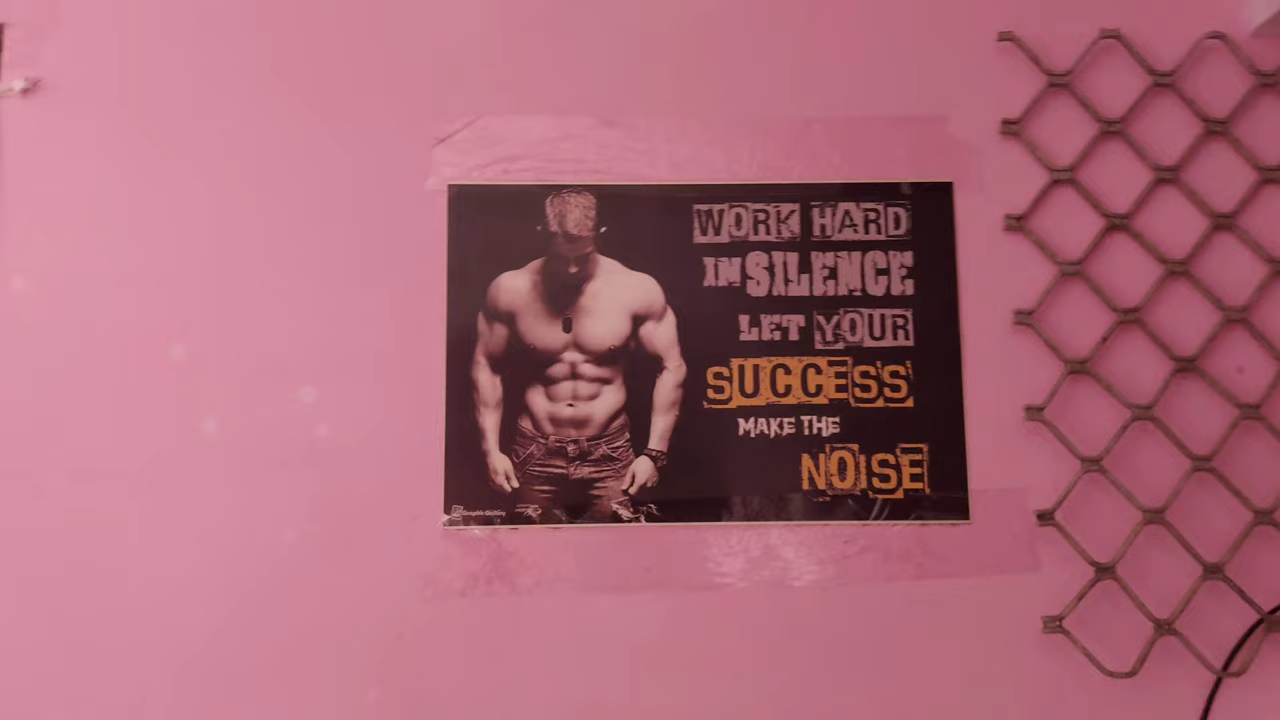 WORK HARD
IN SILENCE
LET YOUR
SUCCESS
MAKE THE
NOISE